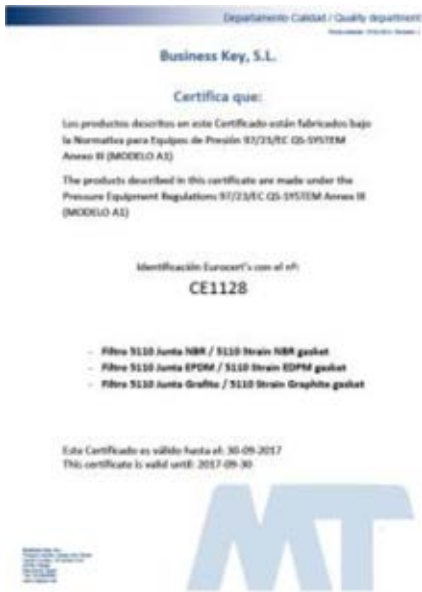 Departamento Calidad / Quality department
Business Key, S.L.
Certifica que:
Los productos descritos en este Certificado están fabricados bajo
la Normativa para Equipos de Presión 97/23/EC QS-SYSTEM
Annex III (MODELO A1)
The products described in this certificate are made under the
Pressure Equipment Regulations 97/23/EC QS-SYSTEM Annex III
(MODELO A1)
Identificación Eurocert's con el nº:
CE1128
- Filtro 5110 Junta NBR / 5110 Strain NBR gasket
- Filtro 5110 Junta EPDM / 5110 Strain EDPM gasket
- Filtro 5110 Junta Grafito / 5110 Strain Graphite gasket
Este Certificado es válido hasta el: 30-09-2017
This certificate is valid until: 2017-09-30
MT
Business Key, S.L.